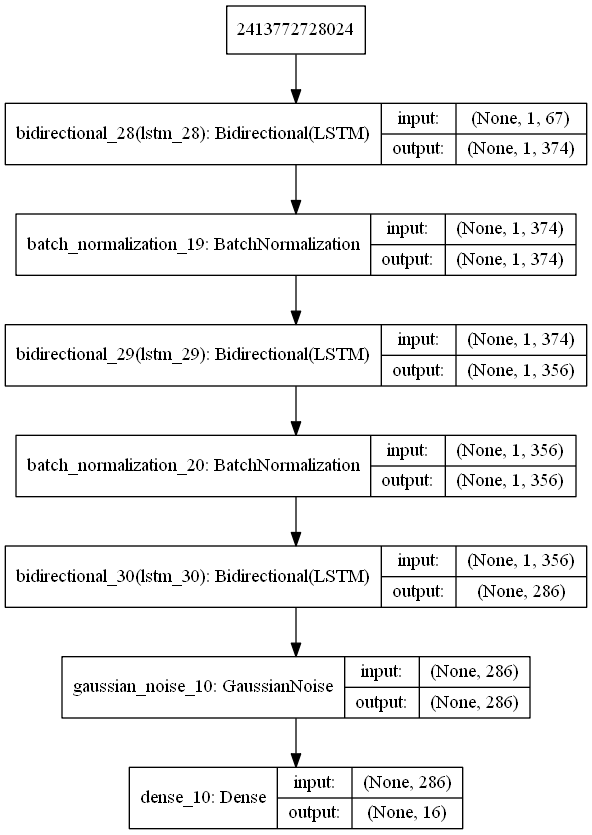 2413772728024
bidirectional_28(lstm_28): Bidirectional(LSTM)
input: (None, 1, 67)
output: (None, 1, 374)
batch_normalization_19: BatchNormalization
input: (None, 1, 374)
output: (None, 1, 374)
bidirectional_29(lstm_29): Bidirectional(LSTM)
input: (None, 1, 374)
output: (None, 1, 356)
batch_normalization_20: BatchNormalization
input: (None, 1, 356)
output: (None, 1, 356)
bidirectional_30(lstm_30): Bidirectional(LSTM)
input: (None, 1, 356)
output: (None, 286)
gaussian_noise_10: GaussianNoise
input: (None, 286)
output: (None, 286)
dense_10: Dense
input: (None, 286)
output: (None, 16)